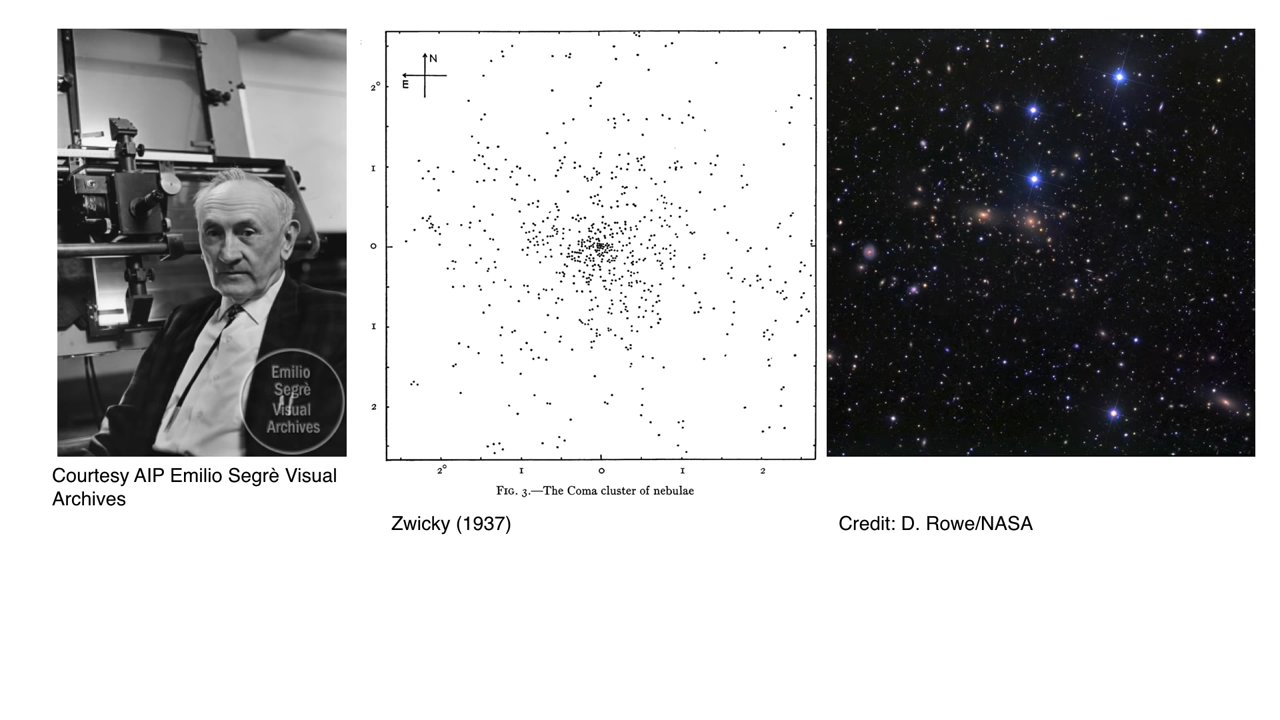 Emilio
Segrè
Visual
Archives
Courtesy AIP Emilio Segrè Visual
Archives
N
E
2°
1
0
1
2
2° 1 0 1 2
Fig. 3.—The Coma cluster of nebulae
Zwicky (1937)
Credit: D. Rowe/NASA